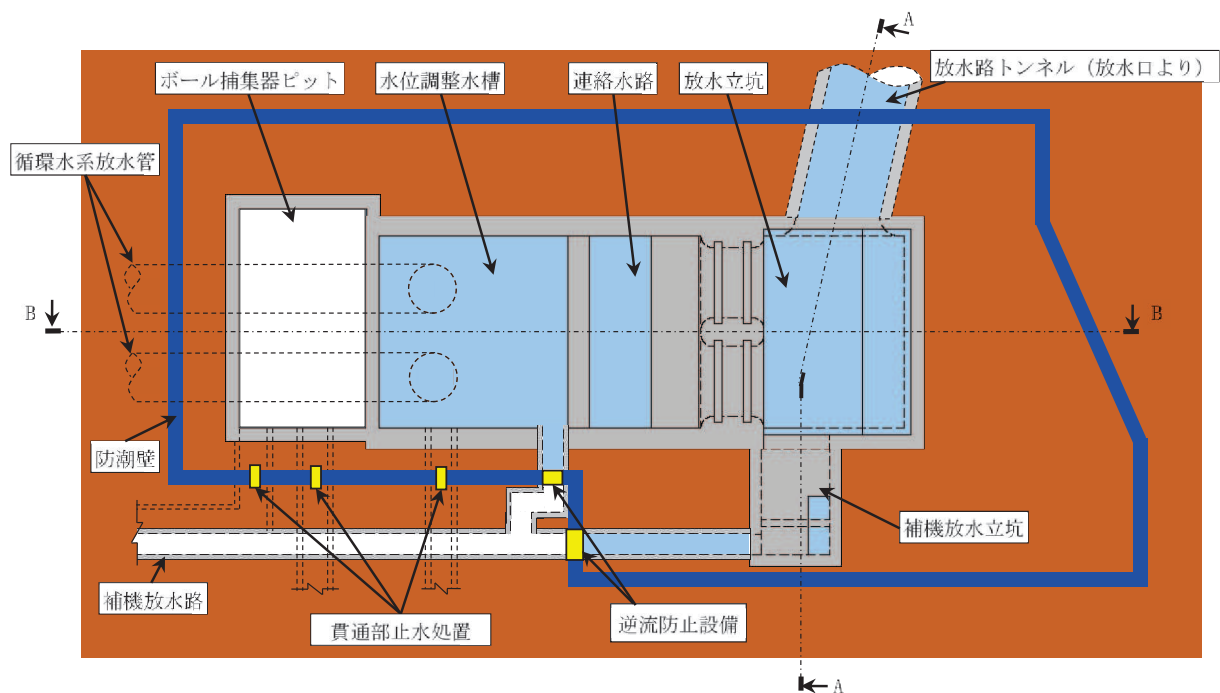 A
ボール捕集器ピット
水位調整水槽
連絡水路
放水立坑
放水路トンネル（放水口より）
循環水系放水管
B
B
防潮壁
補機放水立坑
補機放水路
貫通部止水処置
逆流防止設備
A